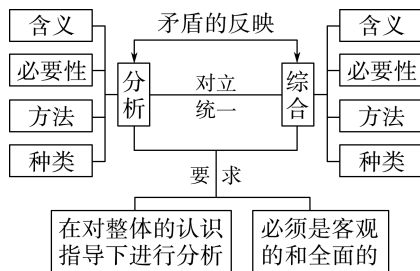 矛盾的反映
含义
必要性
方法
种类
分析
对立
统一
综合
含义
必要性
方法
种类
要求
在对整体的认识
指导下进行分析
必须是客观
的和全面的